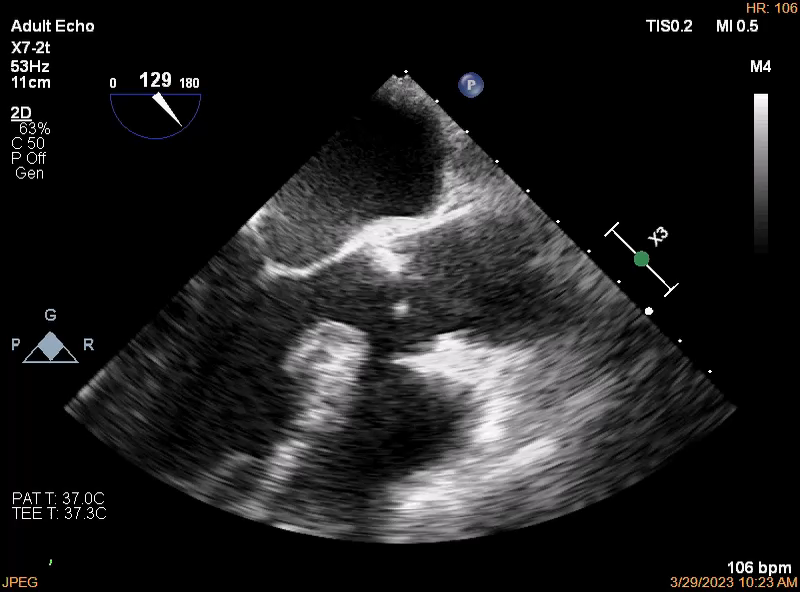 HR: 106
Adult Echo
TIS0.2 MI 0.5
X7-2t
53Hz
11cm
M4
0 129 180
P
2D
63%
C 50
P Off
Gen
X3
G
P R
PAT T: 37.0C
TEE T: 37.3C
106 bpm
JPEG
3/29/2023 10:23 AM